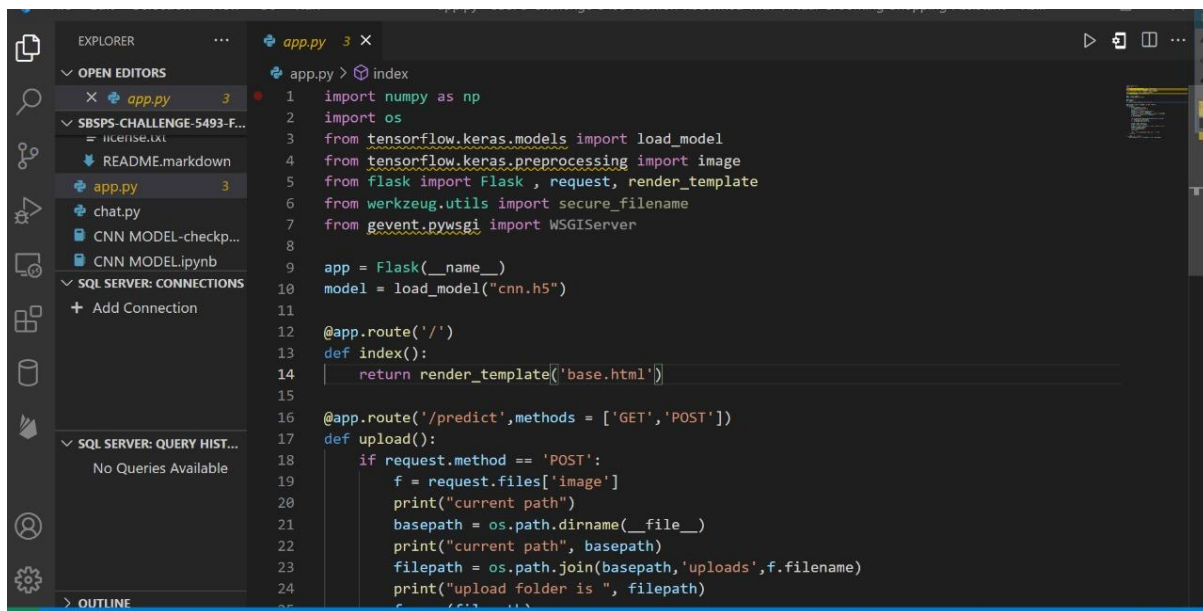 EXPLORER ...
OPEN EDITORS
app.py 3
SBSPS-CHALLENGE-5493-F...
license.txt
README.markdown
app.py 3
chat.py
CNN MODEL-checkp...
CNN MODEL.ipynb
SQL SERVER: CONNECTIONS
+ Add Connection
SQL SERVER: QUERY HIST...
No Queries Available
OUTLINE
app.py 3
app.py > index
1 import numpy as np
2 import os
3 from tensorflow.keras.models import load_model
4 from tensorflow.keras.preprocessing import image
5 from flask import Flask , request, render_template
6 from werkzeug.utils import secure_filename
7 from gevent.pywsgi import WSGIServer
8
9 app = Flask(__name__)
10 model = load_model("cnn.h5")
11
12 @app.route('/')
13 def index():
14 return render_template('base.html')
15
16 @app.route('/predict',methods = ['GET','POST'])
17 def upload():
18 if request.method == 'POST':
19 f = request.files['image']
20 print("current path")
21 basepath = os.path.dirname(__file__)
22 print("current path", basepath)
23 filepath = os.path.join(basepath,'uploads',f.filename)
24 print("upload folder is ", filepath)